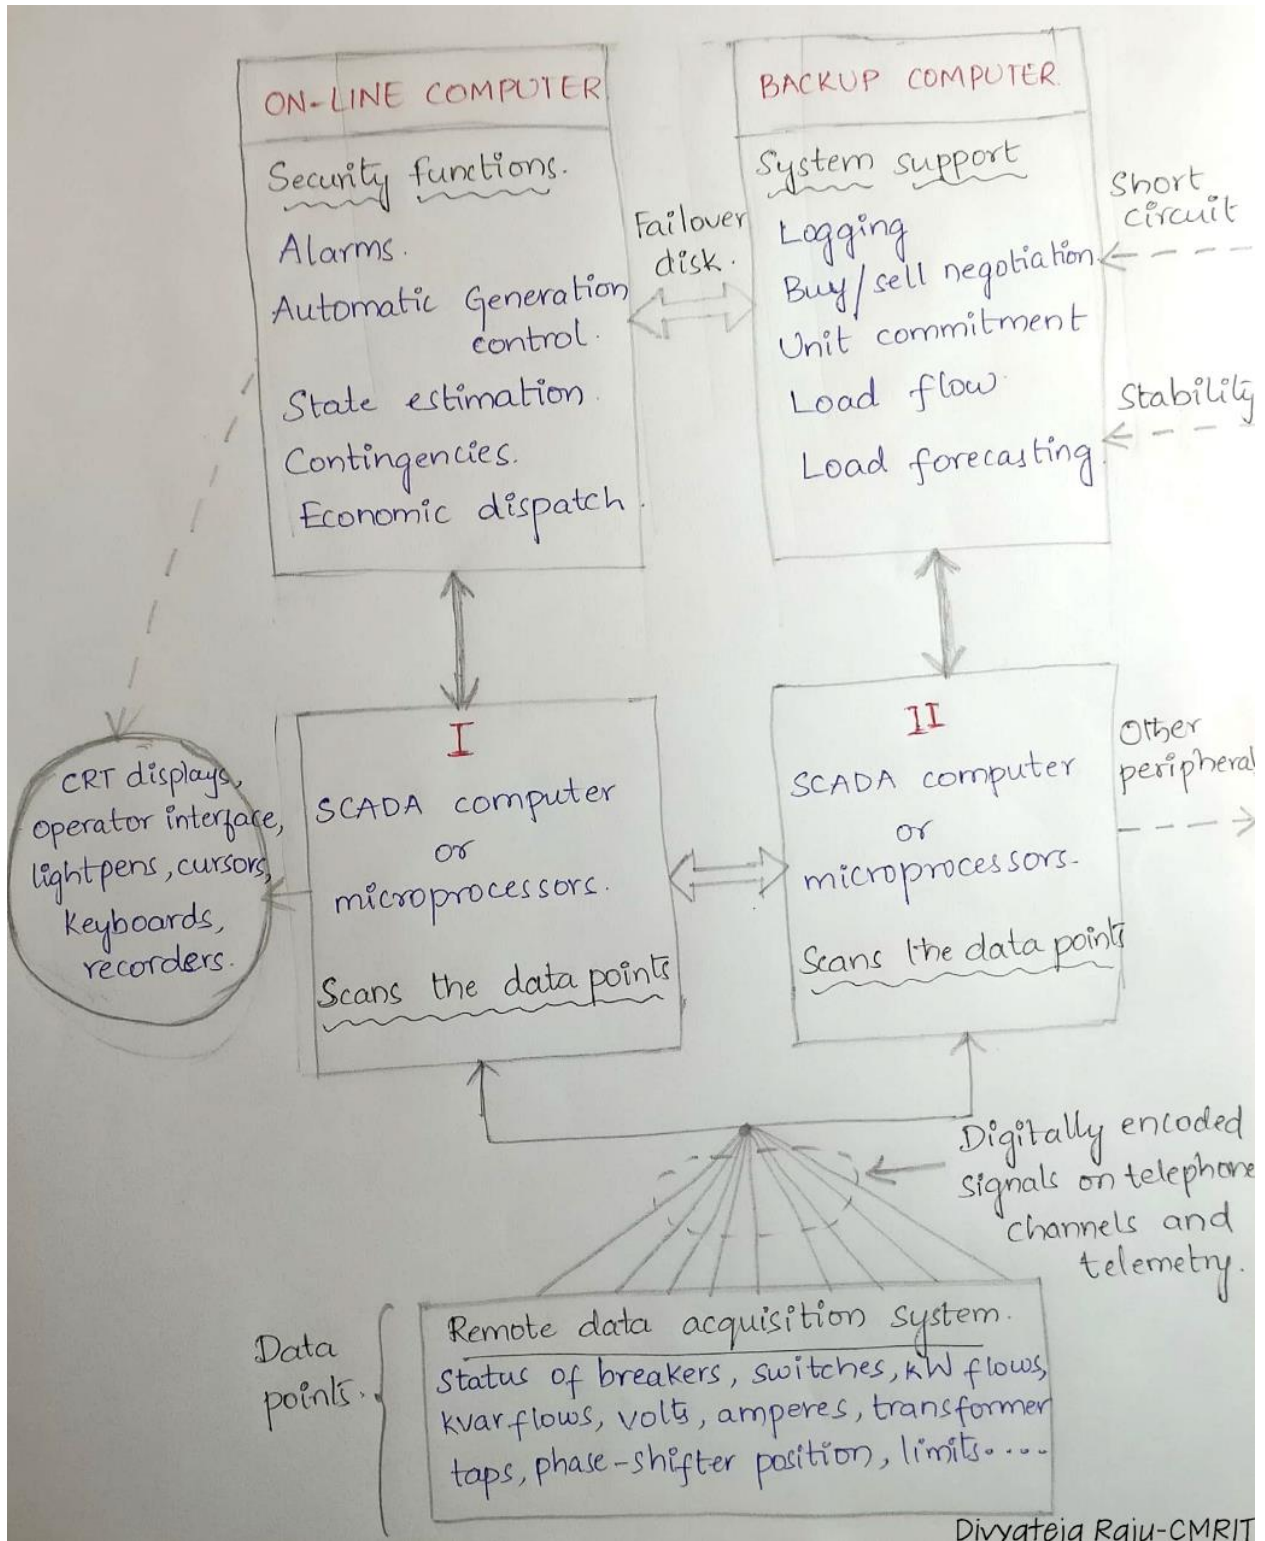 ON-LINE COMPUTER
Security functions.
Alarms.
Automatic Generation
control.
State estimation
Contingencies.
Economic dispatch.
Failover
disk.
BACKUP COMPUTER
System support
Logging
Buy/sell negotiation
Unit commitment
Load flow
Load forecasting.
Short
circuit
Stability
CRT displays,
operator interface,
lightpens, cursors,
Keyboards,
recorders.
I
SCADA computer
or
microprocessors.
Scans the data points
II
SCADA computer
or
microprocessors.
Scans the data points
Other
peripheral
Digitally encoded
signals on telephone
channels and
telemetry.
Data
points.
Remote data acquisition system.
Status of breakers, switches, kW flows,
kvar flows, volts, amperes, transformer
taps, phase-shifter position, limits.....
Divyateja Raju-CMRIT